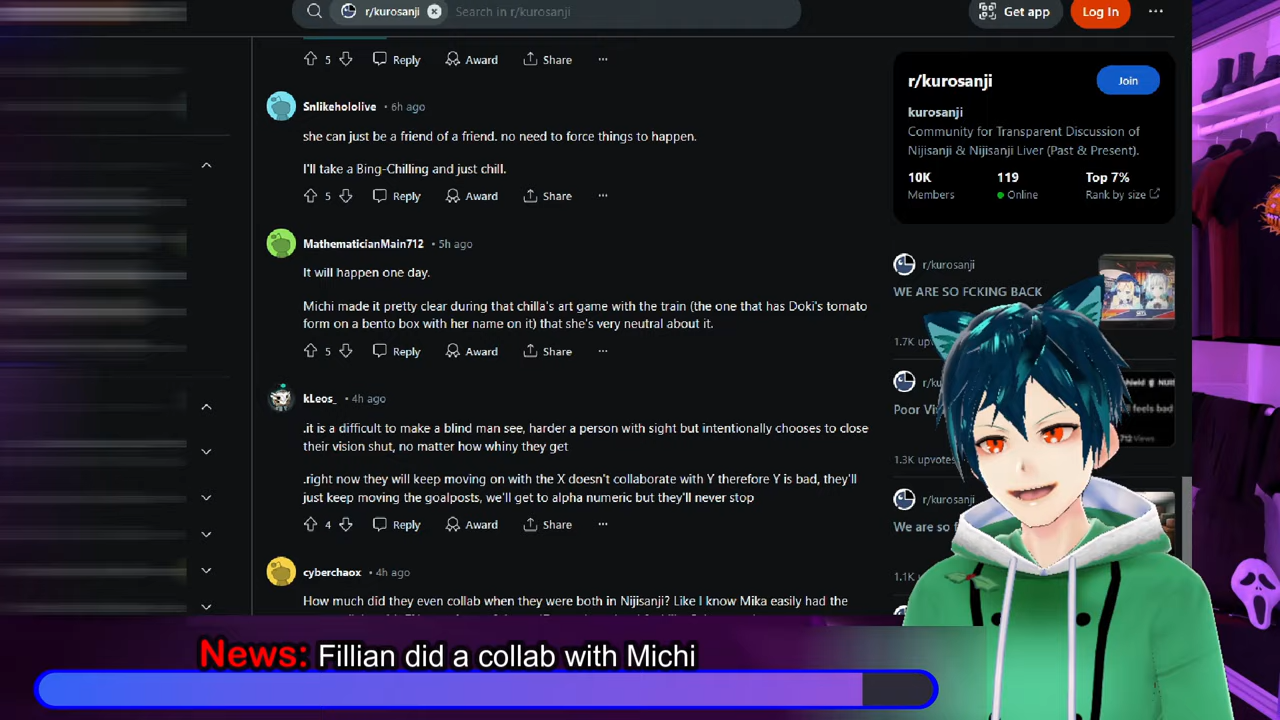 r/kurosanji
Search in r/kurosanji
Get app
Log In
5 Reply Award Share
Snlikehololive • 6h ago
she can just be a friend of a friend. no need to force things to happen.
I'll take a Bing-Chilling and just chill.
5 Reply Award Share
MathematicianMain712 • 5h ago
It will happen one day.
Michi made it pretty clear during that chilla's art game with the train (the one that has Doki's tomato
form on a bento box with her name on it) that she's very neutral about it.
5 Reply Award Share
kLeos_ • 4h ago
.it is a difficult to make a blind man see, harder a person with sight but intentionally chooses to close
their vision shut, no matter how whiny they get
.right now they will keep moving on with the X doesn't collaborate with Y therefore Y is bad, they'll
just keep moving the goalposts, we'll get to alpha numeric but they'll never stop
4 Reply Award Share
cyberchaox • 4h ago
How much did they even collab when they were both in Nijisanji? Like I know Mika easily had the
r/kurosanji
Join
kurosanji
Community for Transparent Discussion of
Nijisanji & Nijisanji Liver (Past & Present).
10K 119 Top 7%
Members Online Rank by size
r/kurosanji
WE ARE SO FCKING BACK
1.7K
Poor
1.3K upvotes
r/kurosanji
We are so
1.1K
News: Fillian did a collab with Michi